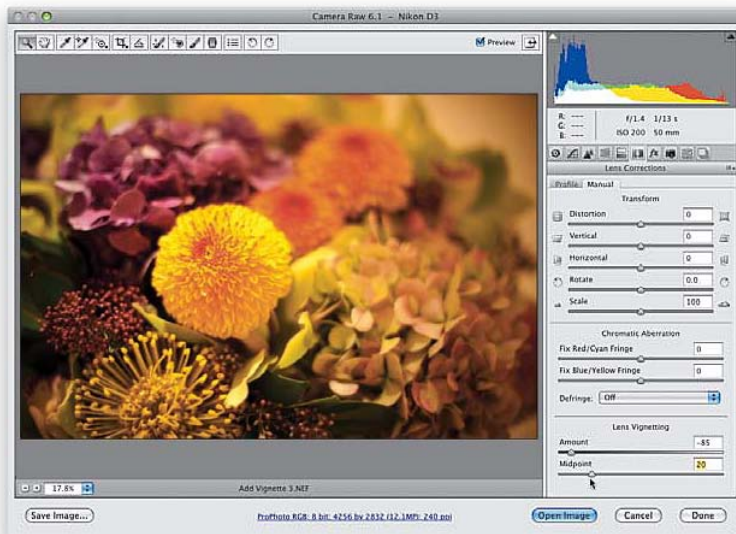 Camera Raw 6.1 – Nikon D3
Preview
R: ---
G: ---
B: ---
f/1.4 1/13 s
ISO 200 50 mm
Lens Corrections
Profile Manual
Transform
Distortion 0
Vertical 0
Horizontal 0
Rotate 0.0
Scale 100
Chromatic Aberration
Fix Red/Cyan Fringe 0
Fix Blue/Yellow Fringe 0
Defringe: Off
Lens Vignetting
Amount -85
Midpoint 20
17.6% Add Vignette 3.NEF
Save Image... ProPhoto RGB; 8 bit; 4256 by 2832 (12.1MP); 240 ppi Open Image Cancel Done